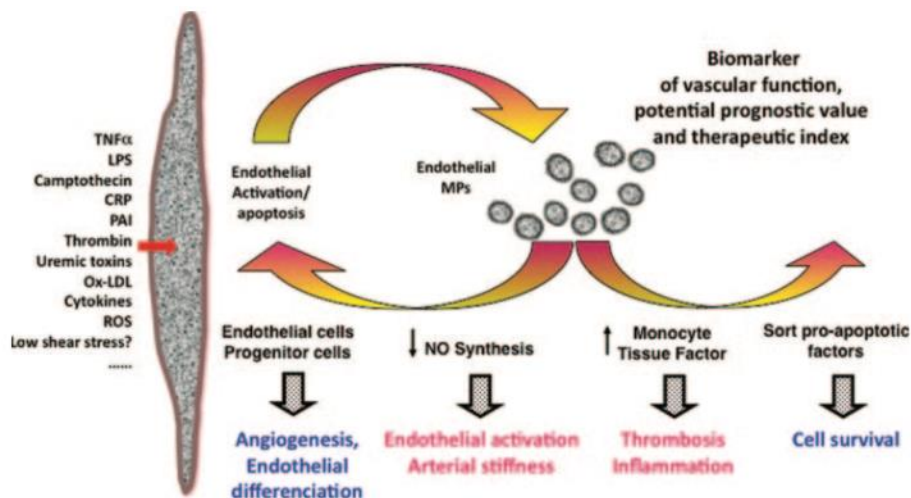 TNFα
LPS
Camptothecin
CRP
PAI
Thrombin
Uremic toxins
Ox-LDL
Cytokines
ROS
Low shear stress?
......
Endothelial
Activation/
apoptosis
Endothelial
MPs
Biomarker
of vascular function,
potential prognostic value
and therapeutic index
Endothelial cells
Progenitor cells
↓ NO Synthesis
↑ Monocyte
Tissue Factor
Sort pro-apoptotic
factors
Angiogenesis,
Endothelial
differenciation
Endothelial activation
Arterial stiffness
Thrombosis
Inflammation
Cell survival